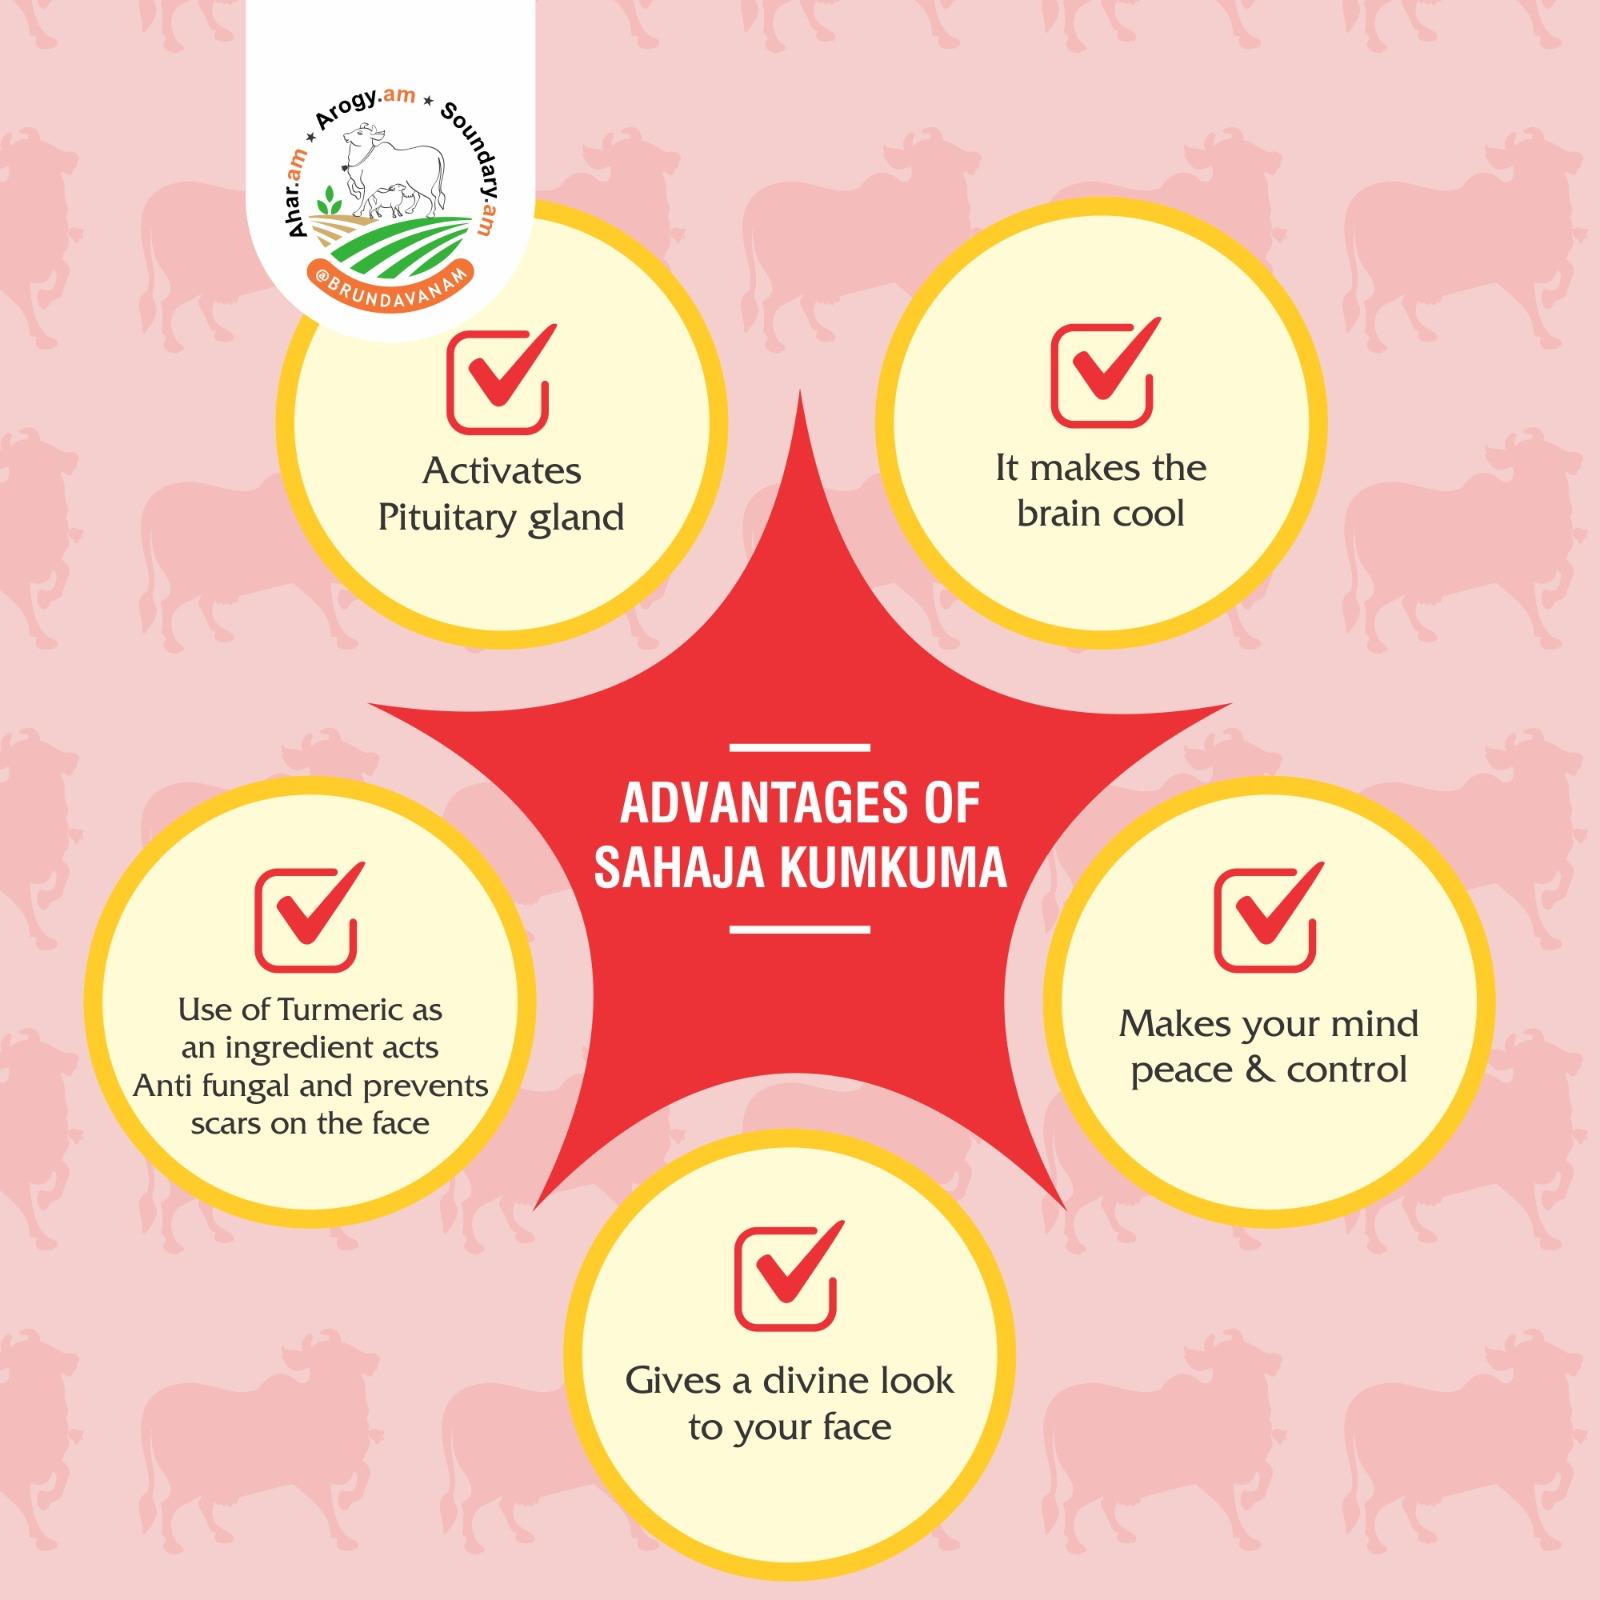 Ahar.am ★ Arogy.am ★ Soundary.am
@BRUNDAVANAM
Activates
Pituitary gland
It makes the
brain cool
ADVANTAGES OF
SAHAJA KUMKUMA
Use of Turmeric as
an ingredient acts
Anti fungal and prevents
scars on the face
Makes your mind
peace & control
Gives a divine look
to your face